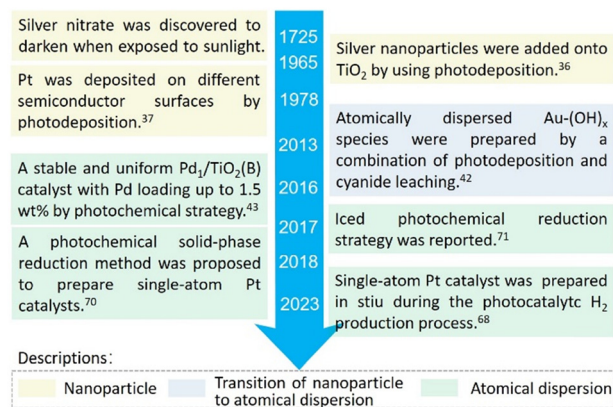 Silver nitrate was discovered to
darken when exposed to sunlight.
1725
1965
Silver nanoparticles were added onto
TiO₂ by using photodeposition.³⁶
Pt was deposited on different
semiconductor surfaces by
photodeposition.³⁷
1978
Atomically dispersed Au-(OH)ₓ
species were prepared by a
combination of photodeposition and
cyanide leaching.⁴²
2013
A stable and uniform Pd₁/TiO₂(B)
catalyst with Pd loading up to 1.5
wt% by photochemical strategy.⁴³
2016
Iced photochemical reduction
strategy was reported.⁷¹
2017
A photochemical solid-phase
reduction method was proposed
to prepare single-atom Pt
catalysts.⁷⁰
2018
Single-atom Pt catalyst was prepared
in stiu during the photocatalytc H₂
production process.⁶⁸
2023
Descriptions:
Nanoparticle
Transition of nanoparticle
to atomical dispersion
Atomical dispersion